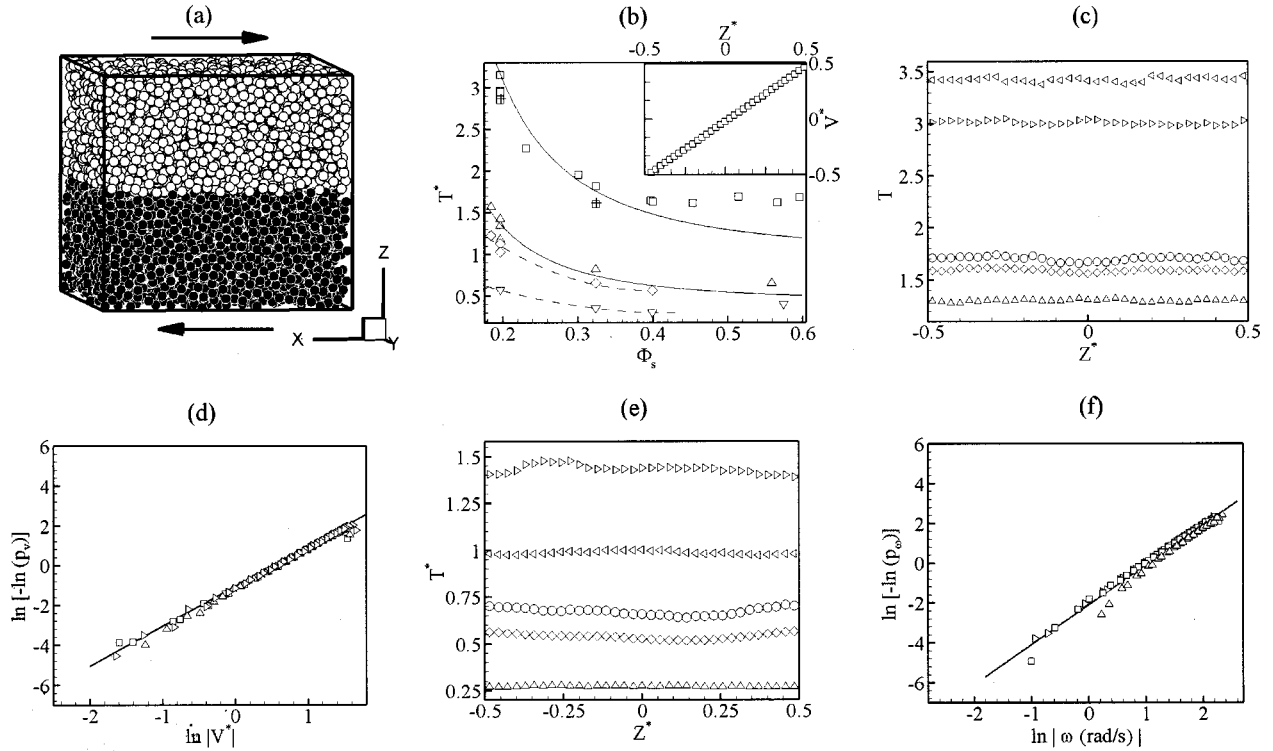 (a)
X
Y
Z
(b)
Z*
-0.5
0
0.5
0.5
0
-0.5
V*
3
2.5
2
1.5
1
0.5
T*
0.2
0.3
0.4
0.5
0.6
Φs
(c)
3.5
3
2.5
2
1.5
T
-0.5
0
0.5
Z*
(d)
6
4
2
0
-2
-4
-6
ln [-ln (pv)]
-2
-1
0
1
ln |V*|
(e)
1.5
1.25
1
0.75
0.5
0.25
T*
-0.5
-0.25
0
0.25
0.5
Z*
(f)
6
4
2
0
-2
-4
-6
ln [-ln (pω)]
-2
-1
0
1
2
ln | ω (rad/s) |